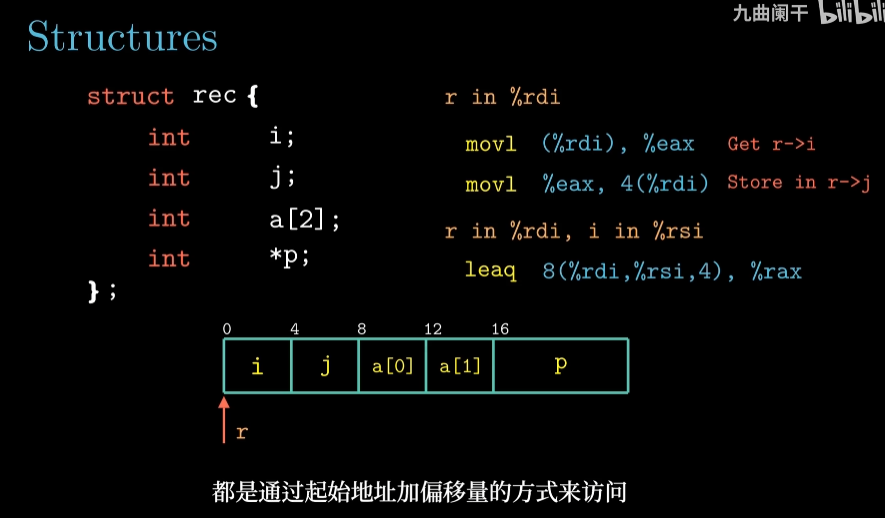 九曲阑干 bilibili
Structures
struct rec {
int i;
int j;
int a[2];
int *p;
};
r in %rdi
movl (%rdi), %eax Get r->i
movl %eax, 4(%rdi) Store in r->j
r in %rdi, i in %rsi
leaq 8(%rdi,%rsi,4), %rax
0 4 8 12 16
i j a[0] a[1] p
r
都是通过起始地址加偏移量的方式来访问